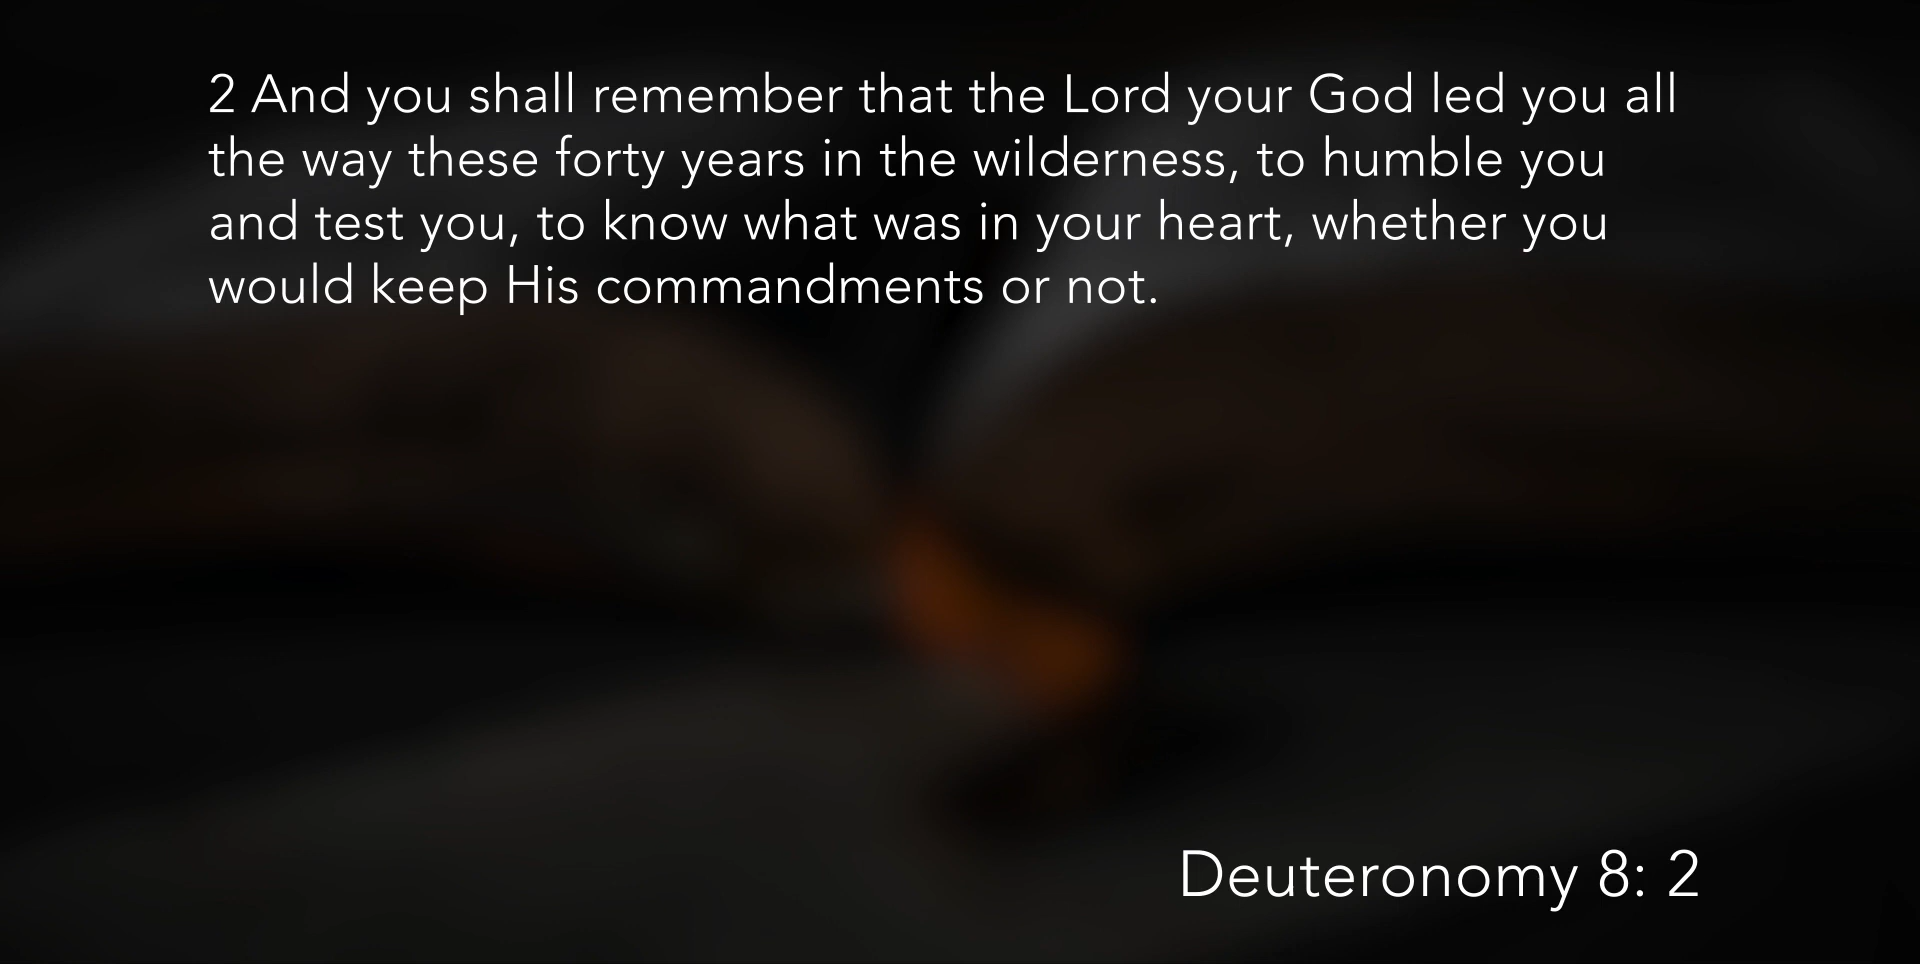 2 And you shall remember that the Lord your God led you all
the way these forty years in the wilderness, to humble you
and test you, to know what was in your heart, whether you
would keep His commandments or not.
Deuteronomy 8: 2